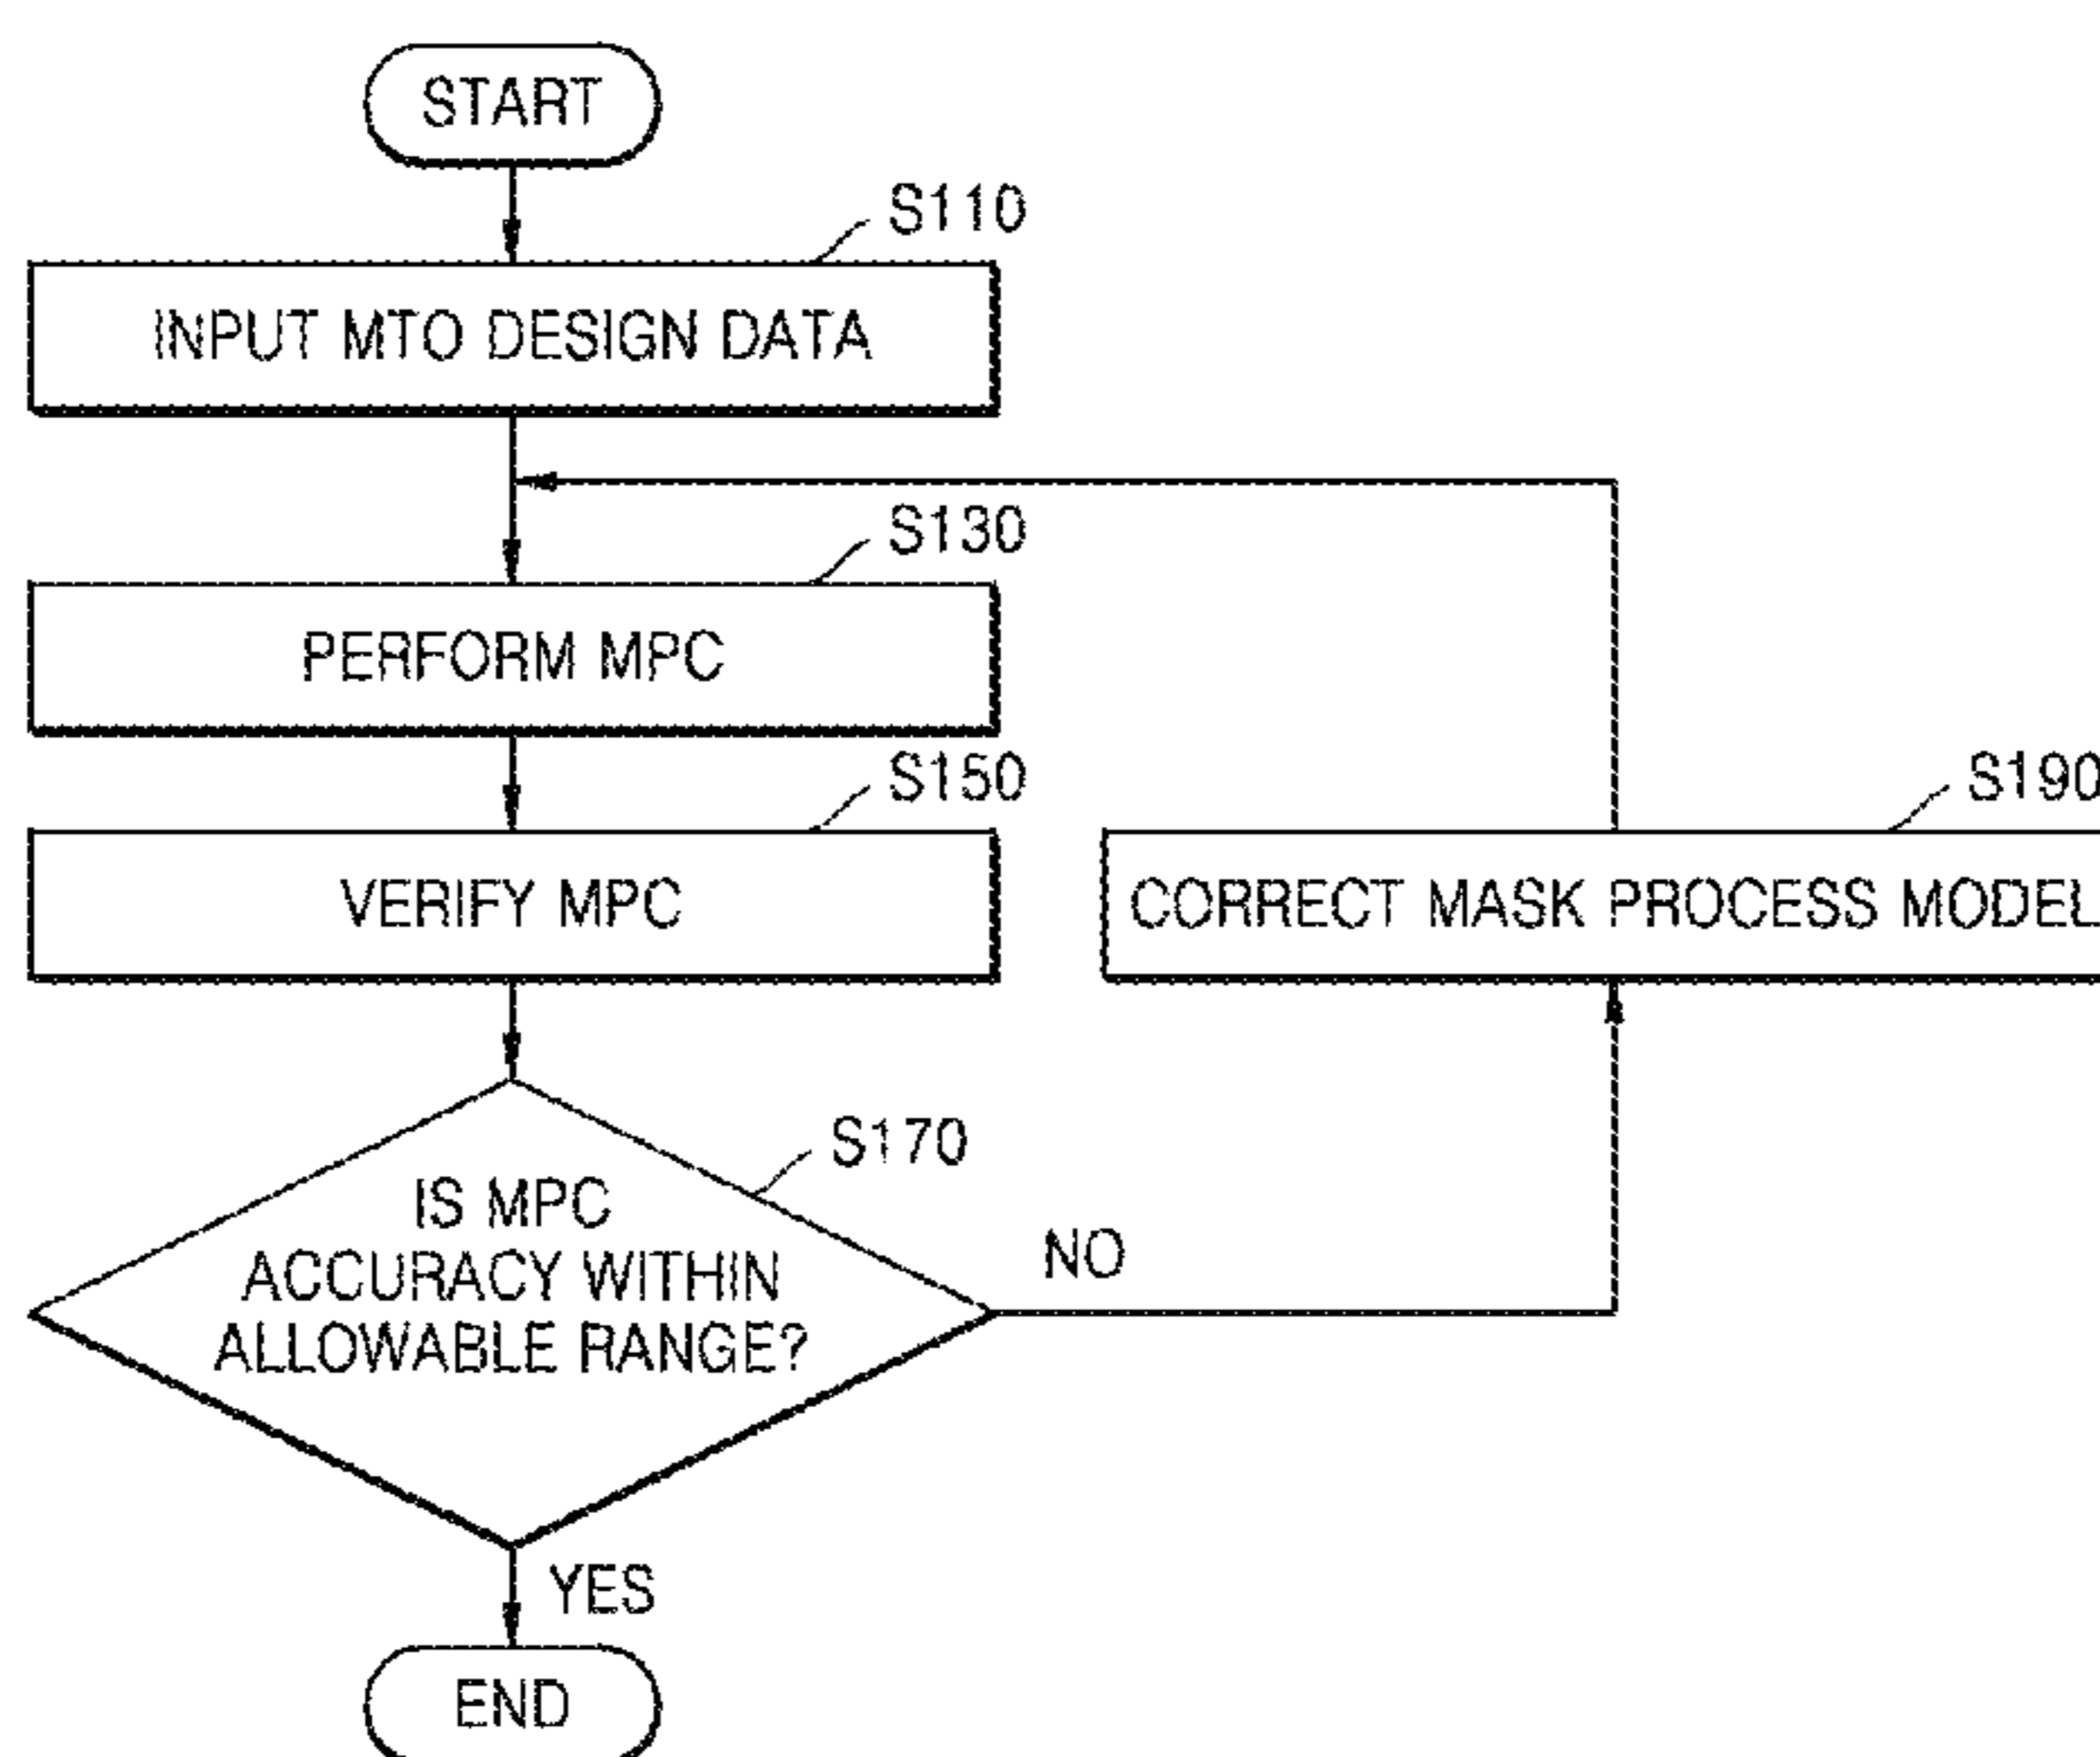 START
S110
INPUT MTO DESIGN DATA
S130
PERFORM MPC
S150
VERIFY MPC
S190
CORRECT MASK PROCESS MODEL
S170
IS MPC
ACCURACY WITHIN
ALLOWABLE RANGE?
NO
YES
END